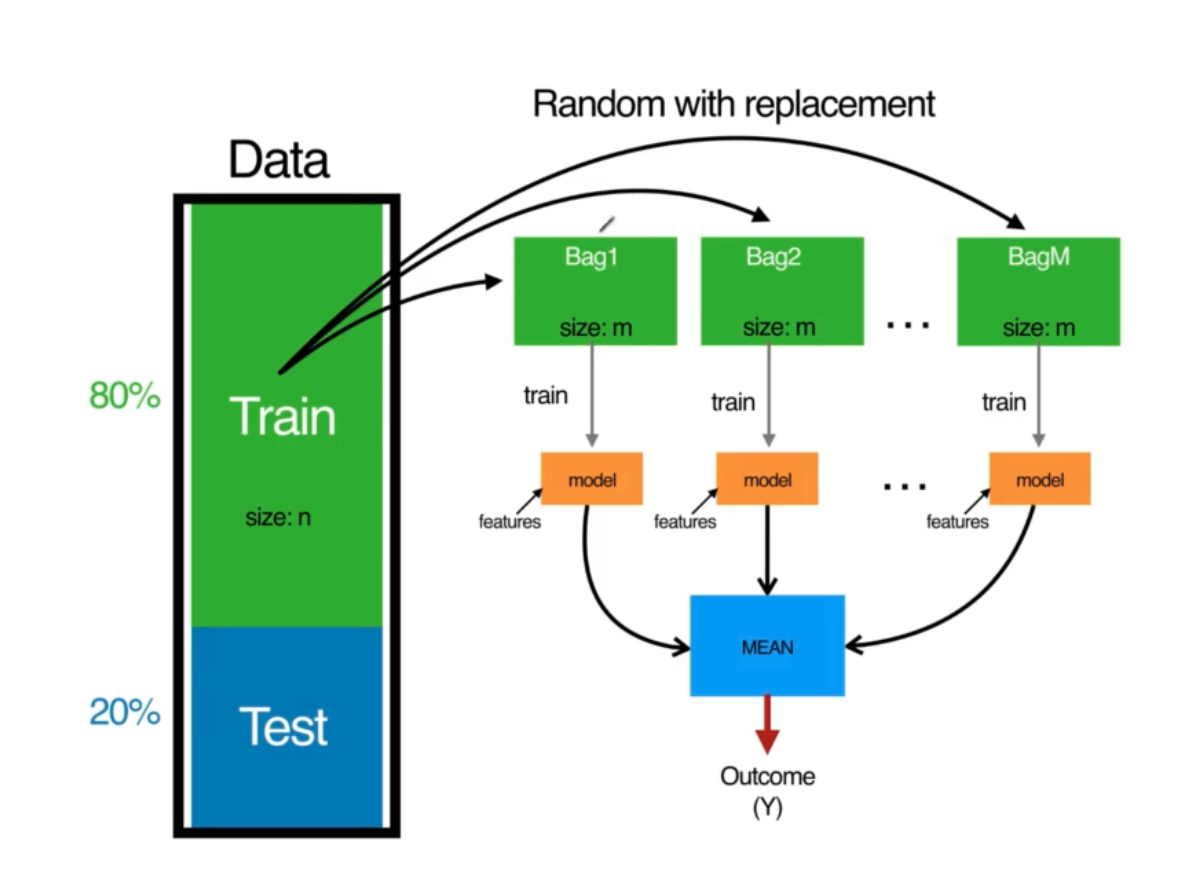 Random with replacement
Data
80%
Train
size: n
20%
Test
Bag1
size: m
Bag2
size: m
...
BagM
size: m
train
train
train
model
model
...
model
features
features
features
MEAN
Outcome
(Y)